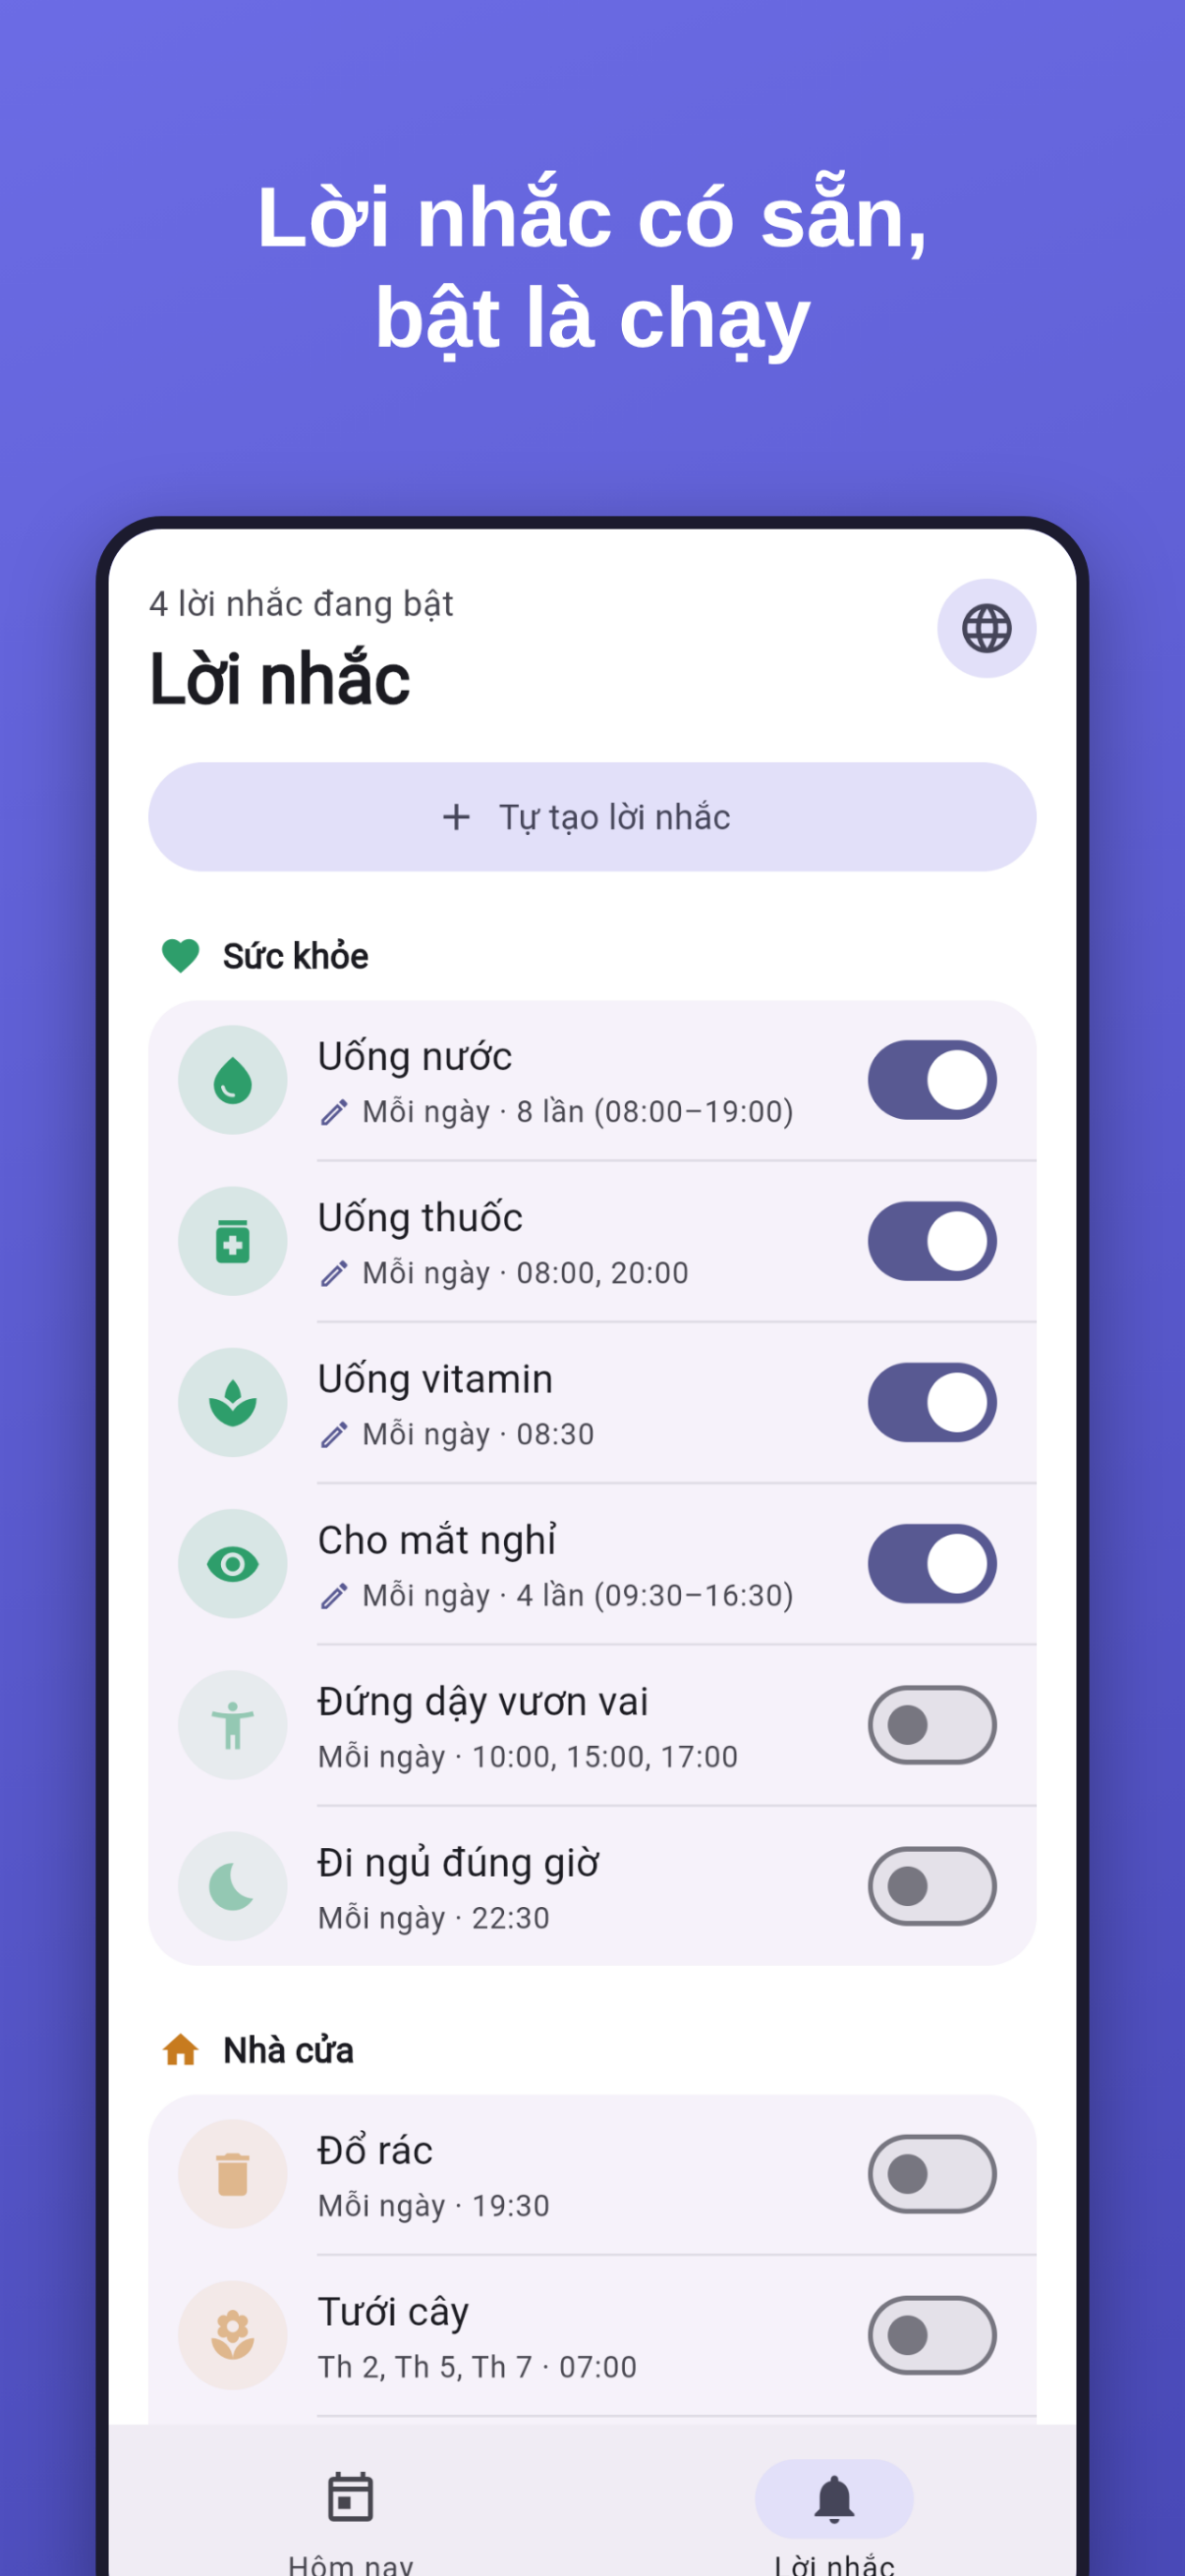 Lời nhắc có sẵn,
bật là chạy
4 lời nhắc đang bật
Lời nhắc
+ Tự tạo lời nhắc
Sức khỏe
Uống nước
Mỗi ngày · 8 lần (08:00–19:00)
Uống thuốc
Mỗi ngày · 08:00, 20:00
Uống vitamin
Mỗi ngày · 08:30
Cho mắt nghỉ
Mỗi ngày · 4 lần (09:30–16:30)
Đứng dậy vươn vai
Mỗi ngày · 10:00, 15:00, 17:00
Đi ngủ đúng giờ
Mỗi ngày · 22:30
Nhà cửa
Đổ rác
Mỗi ngày · 19:30
Tưới cây
Th 2, Th 5, Th 7 · 07:00
Hôm nay
Lời nhắc